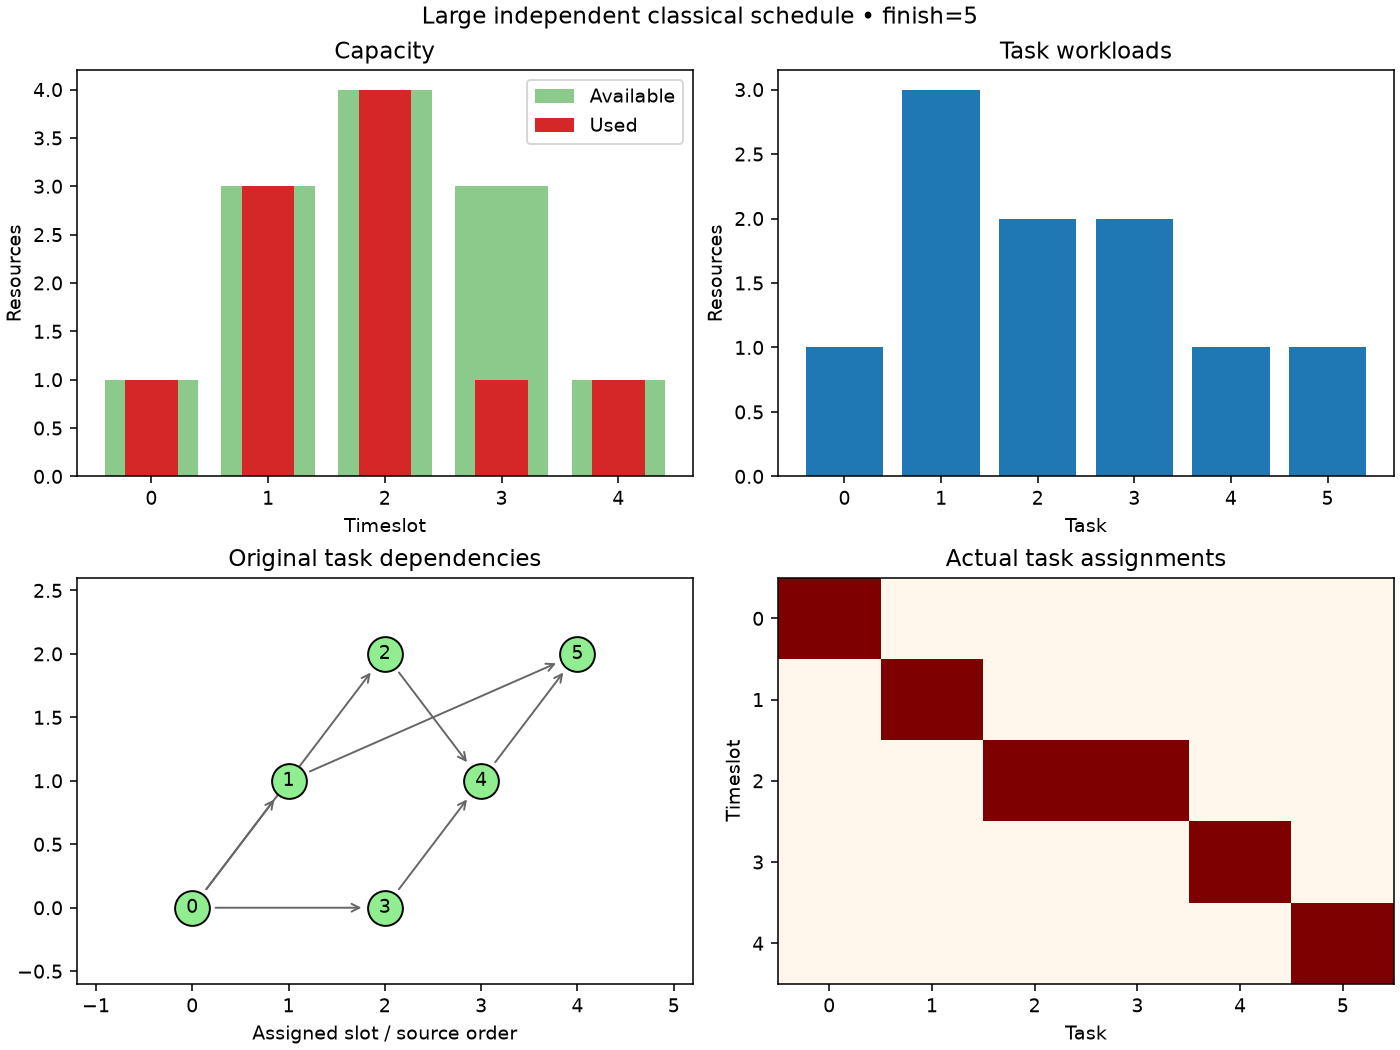 Large independent classical schedule • finish=5
Capacity
4.0
3.5
3.0
2.5
2.0
1.5
1.0
0.5
0.0
Resources
Available
Used
0 1 2 3 4
Timeslot
Task workloads
3.0
2.5
2.0
1.5
1.0
0.5
0.0
Resources
0 1 2 3 4 5
Task
Original task dependencies
2.5
2.0
1.5
1.0
0.5
0.0
−0.5
2 5
1 4
0 3
−1 0 1 2 3 4 5
Assigned slot / source order
Actual task assignments
0
1
2
3
4
Timeslot
0 1 2 3 4 5
Task